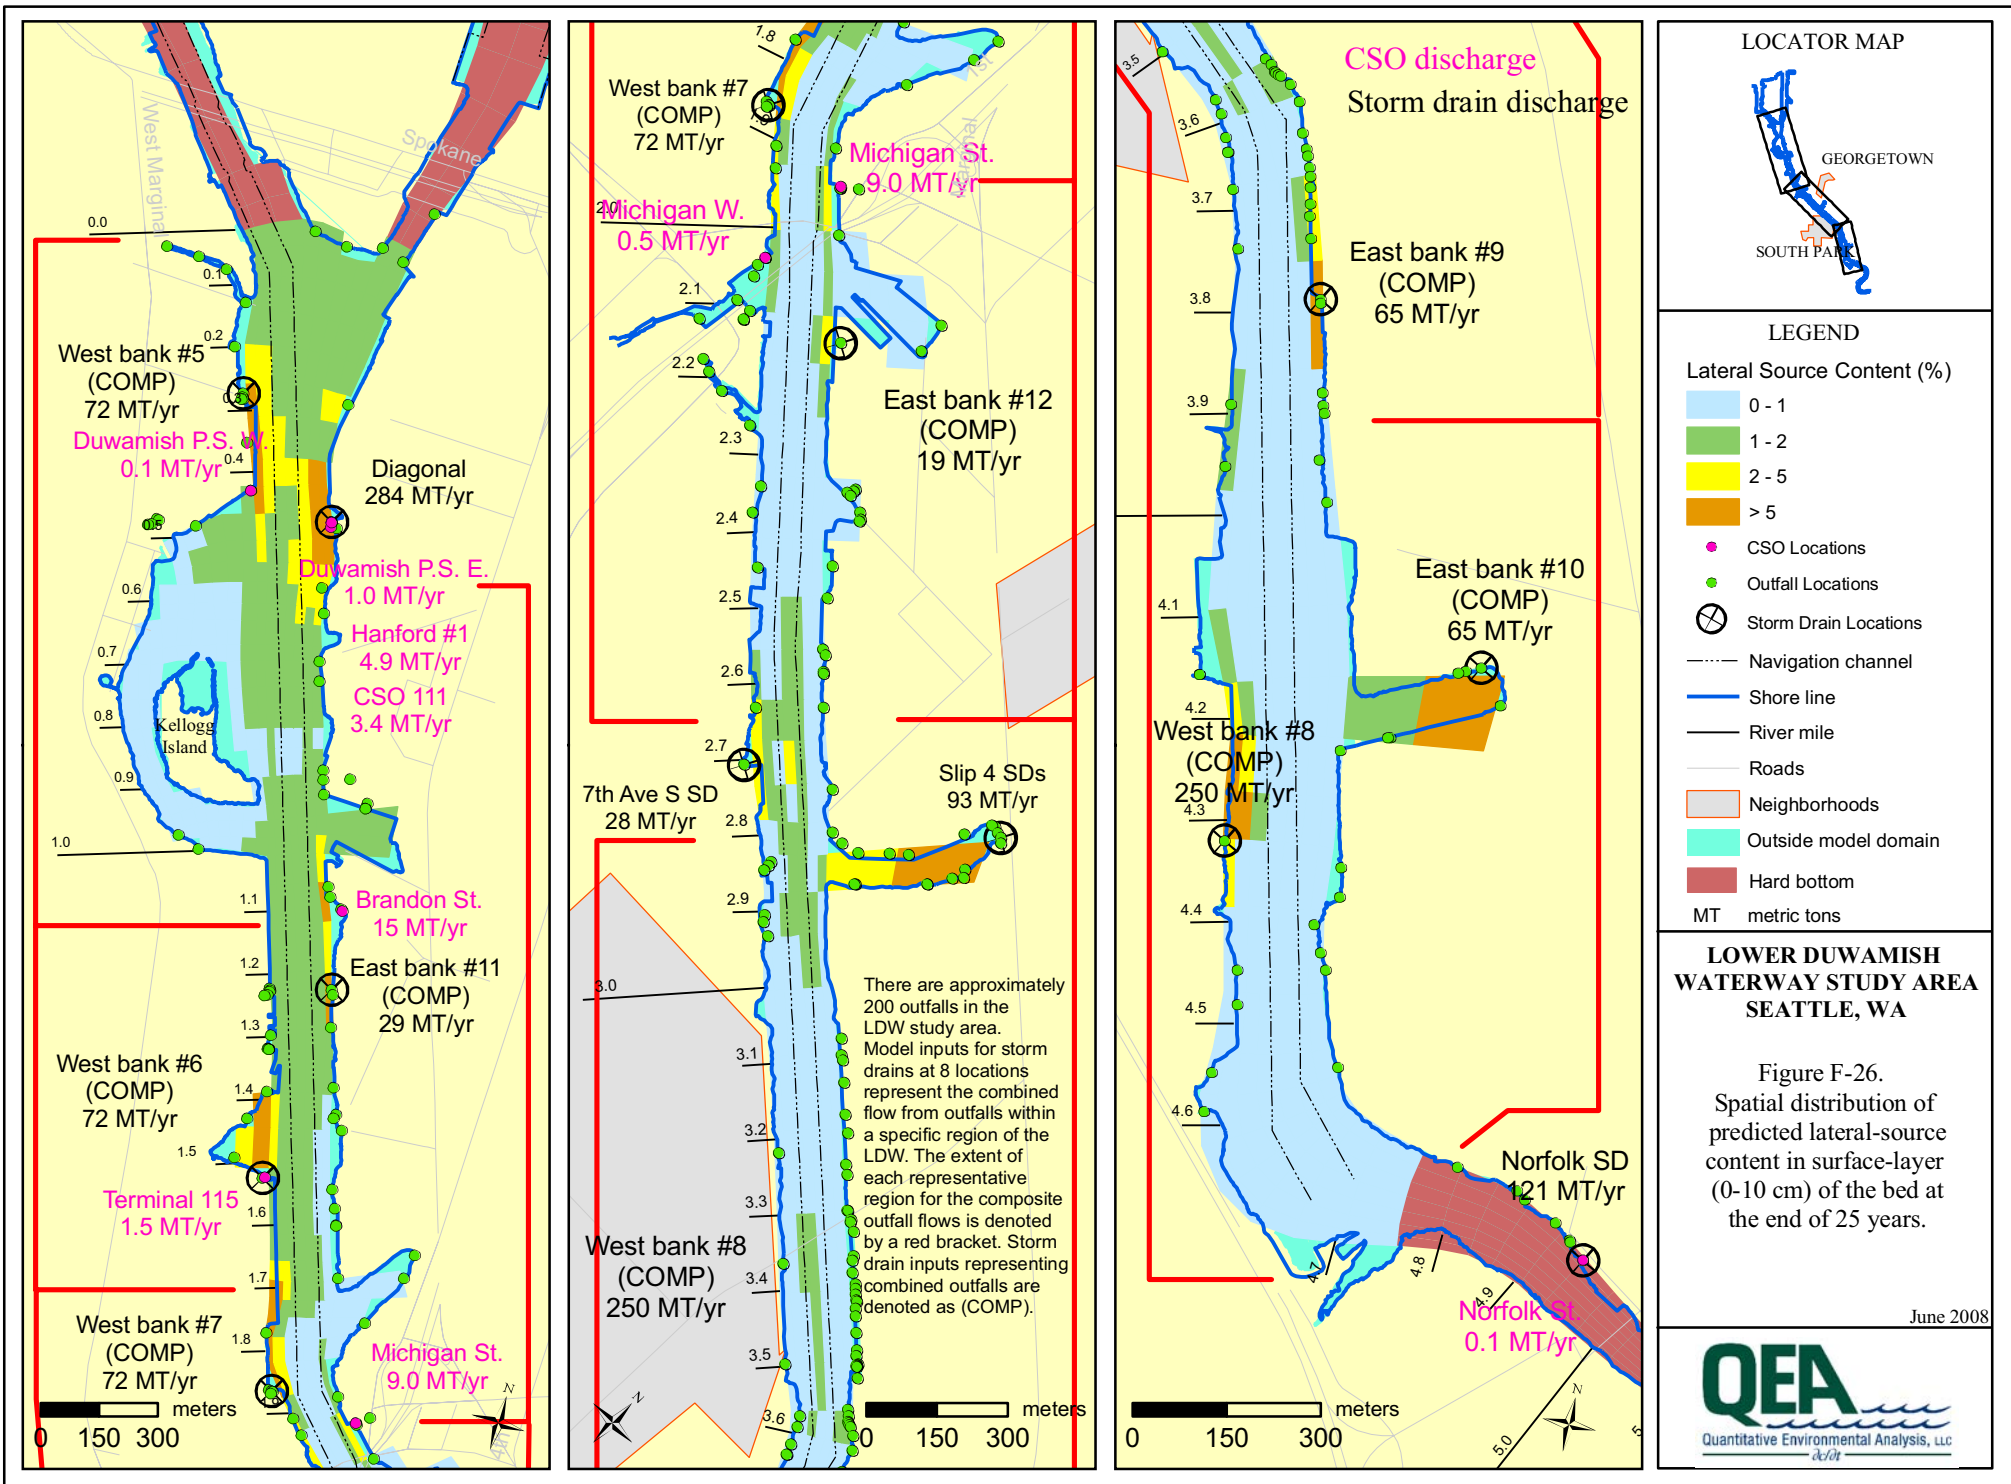 West Marginal
Spokane
0.0
0.1
0.2
West bank #5
(COMP)
72 MT/yr
0.3
Duwamish P.S. W.
0.1 MT/yr
0.4
Diagonal
284 MT/yr
0.5
Duwamish P.S. E.
1.0 MT/yr
0.6
Hanford #1
4.9 MT/yr
0.7
CSO 111
3.4 MT/yr
0.8
Kellogg
Island
0.9
1.0
1.1
Brandon St.
15 MT/yr
1.2
East bank #11
(COMP)
29 MT/yr
1.3
West bank #6
(COMP)
72 MT/yr
1.4
1.5
Terminal 115
1.5 MT/yr
1.6
1.7
West bank #7
(COMP)
72 MT/yr
1.8
1.9
Michigan St.
9.0 MT/yr
N
meters
0 150 300
4th
1.8
1st
West bank #7
(COMP)
72 MT/yr
1.9
Marginal
Michigan St.
9.0 MT/yr
2.0
Michigan W.
0.5 MT/yr
2.1
2.2
East bank #12
(COMP)
19 MT/yr
2.3
2.4
2.5
2.6
2.7
7th Ave S SD
28 MT/yr
Slip 4 SDs
93 MT/yr
2.8
2.9
3.0
There are approximately
200 outfalls in the
LDW study area.
Model inputs for storm
drains at 8 locations
represent the combined
flow from outfalls within
a specific region of the
LDW. The extent of
each representative
region for the composite
outfall flows is denoted
by a red bracket. Storm
drain inputs representing
combined outfalls are
denoted as (COMP).
3.1
3.2
3.3
West bank #8
(COMP)
250 MT/yr
3.4
3.5
3.6
N
meters
0 150 300
CSO discharge
Storm drain discharge
3.5
3.6
3.7
East bank #9
(COMP)
65 MT/yr
3.8
3.9
4.1
East bank #10
(COMP)
65 MT/yr
4.2
West bank #8
(COMP)
250 MT/yr
4.3
4.4
4.5
4.6
4.7
4.8
4.9
5.0
Norfolk SD
121 MT/yr
Norfolk St.
0.1 MT/yr
N
meters
0 150 300
5.
LOCATOR MAP
GEORGETOWN
SOUTH PARK
LEGEND
Lateral Source Content (%)
0 - 1
1 - 2
2 - 5
> 5
CSO Locations
Outfall Locations
Storm Drain Locations
Navigation channel
Shore line
River mile
Roads
Neighborhoods
Outside model domain
Hard bottom
MT metric tons
LOWER DUWAMISH
WATERWAY STUDY AREA
SEATTLE, WA
Figure F-26.
Spatial distribution of
predicted lateral-source
content in surface-layer
(0-10 cm) of the bed at
the end of 25 years.
June 2008
QEA
Quantitative Environmental Analysis, LLC
∂c/∂t